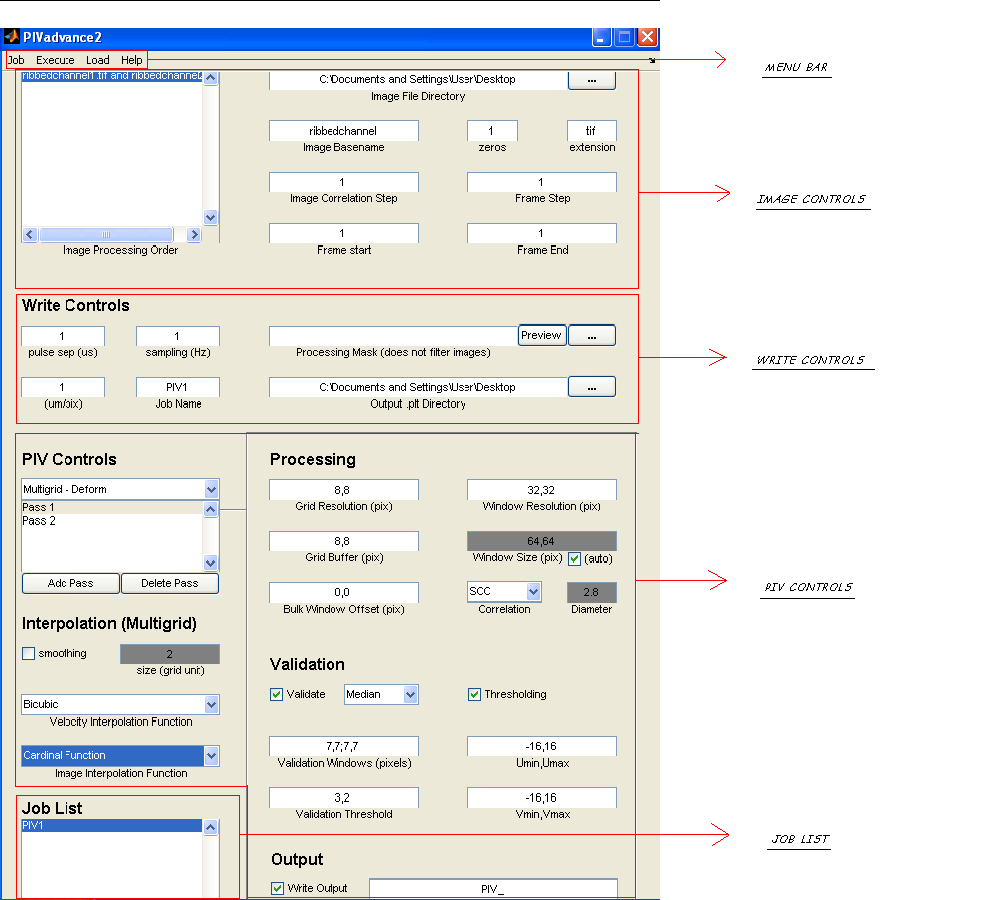 PIVadvance2
Job Execute Load Help
MENU BAR
ribbedchannel1.tif and ribbedchannel2
C:\Documents and Settings\User\Desktop ...
Image File Directory
ribbedchannel 1 tif
Image Basename zeros extension
1 1
Image Correlation Step Frame Step
IMAGE CONTROLS
1 1
Image Processing Order Frame start Frame End
Write Controls
1 1 Preview ...
pulse sep (us) sampling (Hz) Processing Mask (does not filter images)
WRITE CONTROLS
1 PIV1 C:\Documents and Settings\User\Desktop ...
(um/pix) Job Name Output .plt Directory
PIV Controls
Multigrid - Deform
Pass 1
Pass 2
Add Pass Delete Pass
Interpolation (Multigrid)
smoothing 2
size (grid unit)
Bicubic
Velocity Interpolation Function
Cardinal Function
Image Interpolation Function
Processing
8,8 32,32
Grid Resolution (pix) Window Resolution (pix)
8,8 64,64
Grid Buffer (pix) Window Size (pix) (auto)
0,0 SCC 2.8
Bulk Window Offset (pix) Correlation Diameter
PIV CONTROLS
Validation
Validate Median Thresholding
7,7;7,7 -16,16
Validation Windows (pixels) Umin,Umax
3,2 -16,16
Validation Threshold Vmin,Vmax
Job List
PIV1
JOB LIST
Output
Write Output PIV_